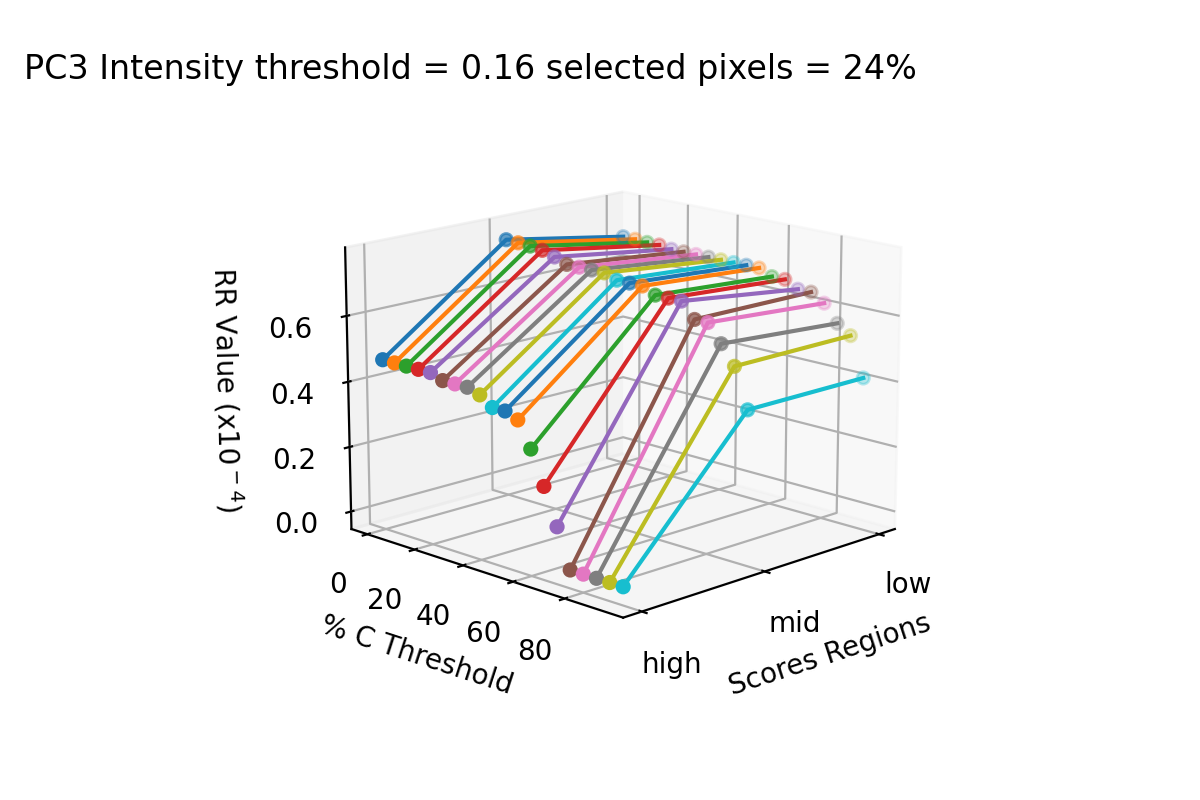 PC3 Intensity threshold = 0.16 selected pixels = 24%
RR Value (x10⁻⁴)
0.6
0.4
0.2
0.0
0
20
40
60
80
% C Threshold
high
mid
low
Scores Regions